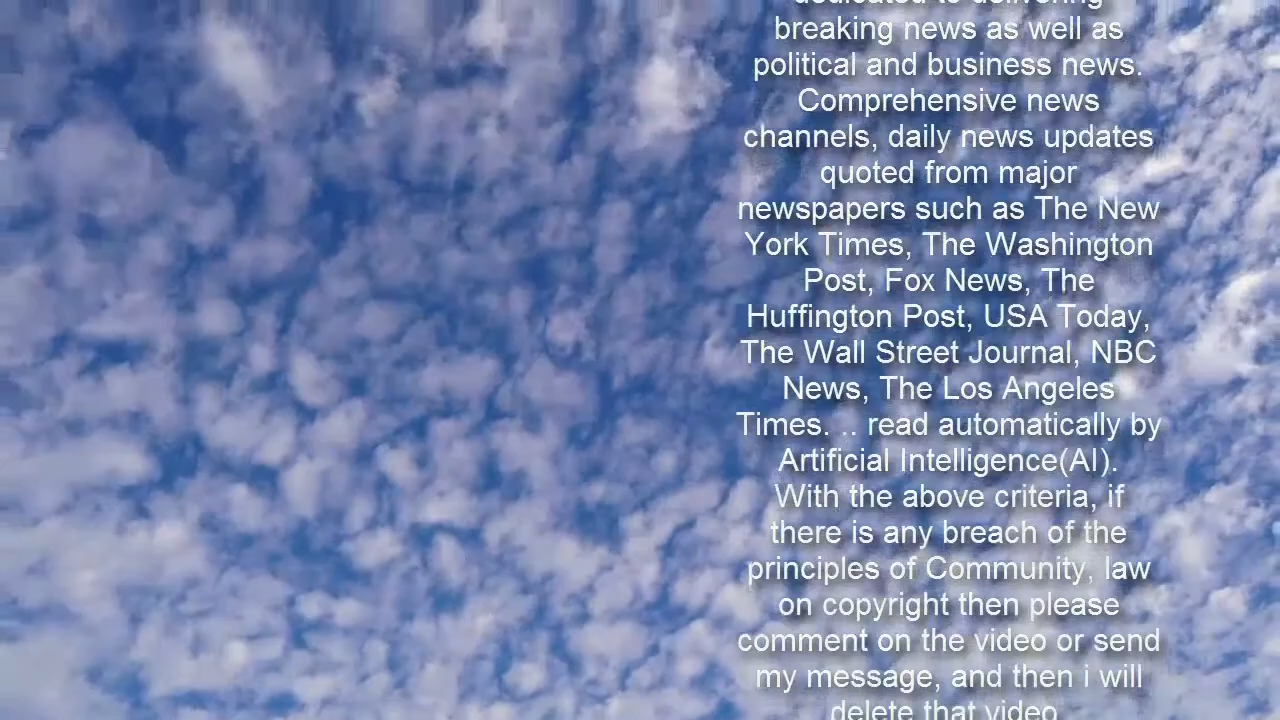 dedicated to delivering
breaking news as well as
political and business news.
Comprehensive news
channels, daily news updates
quoted from major
newspapers such as The New
York Times, The Washington
Post, Fox News, The
Huffington Post, USA Today,
The Wall Street Journal, NBC
News, The Los Angeles
Times. .. read automatically by
Artificial Intelligence(AI).
With the above criteria, if
there is any breach of the
principles of Community, law
on copyright then please
comment on the video or send
my message, and then i will
delete that video